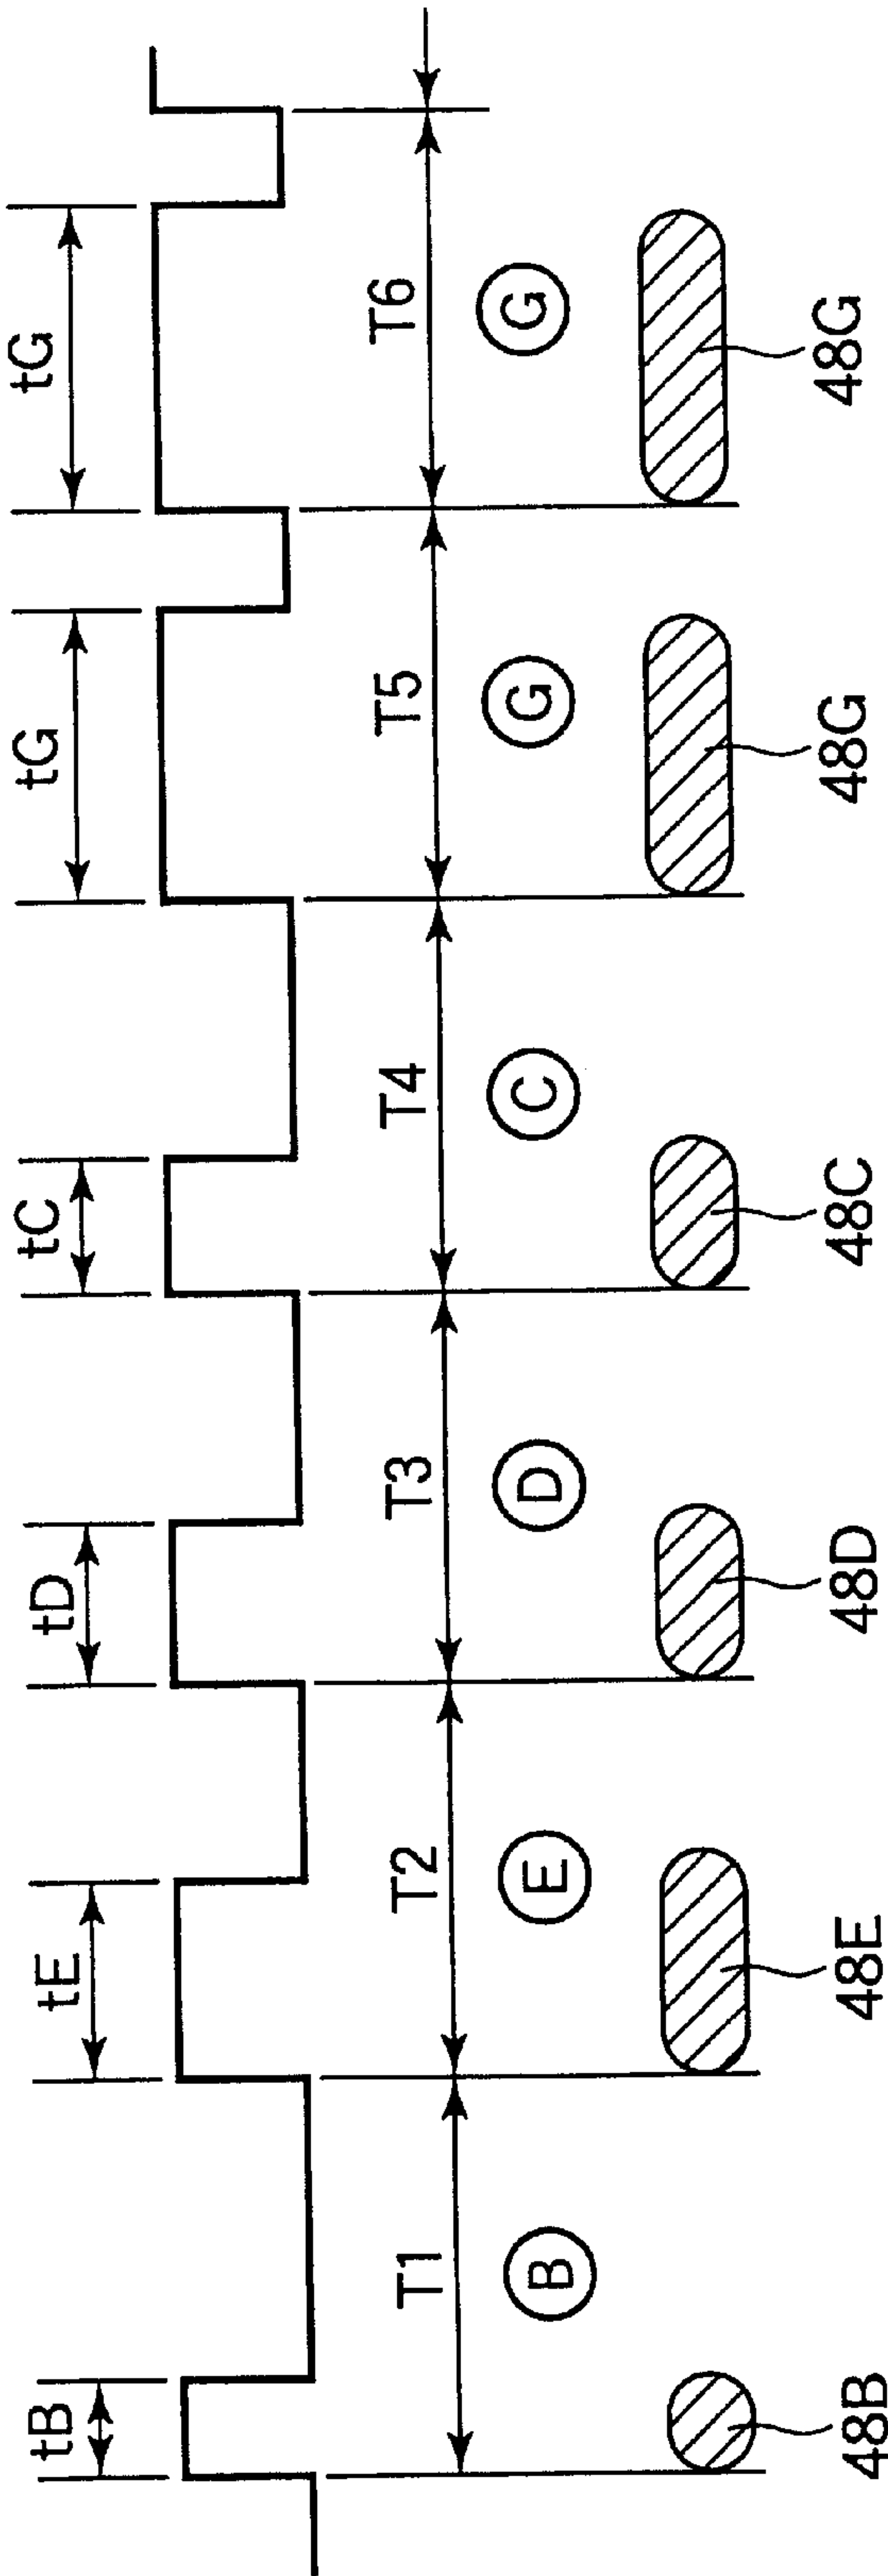 tB tE tD tC tG tG
T1 T2 T3 T4 T5 T6
B E D C G G
48B 48E 48D 48C 48G 48G